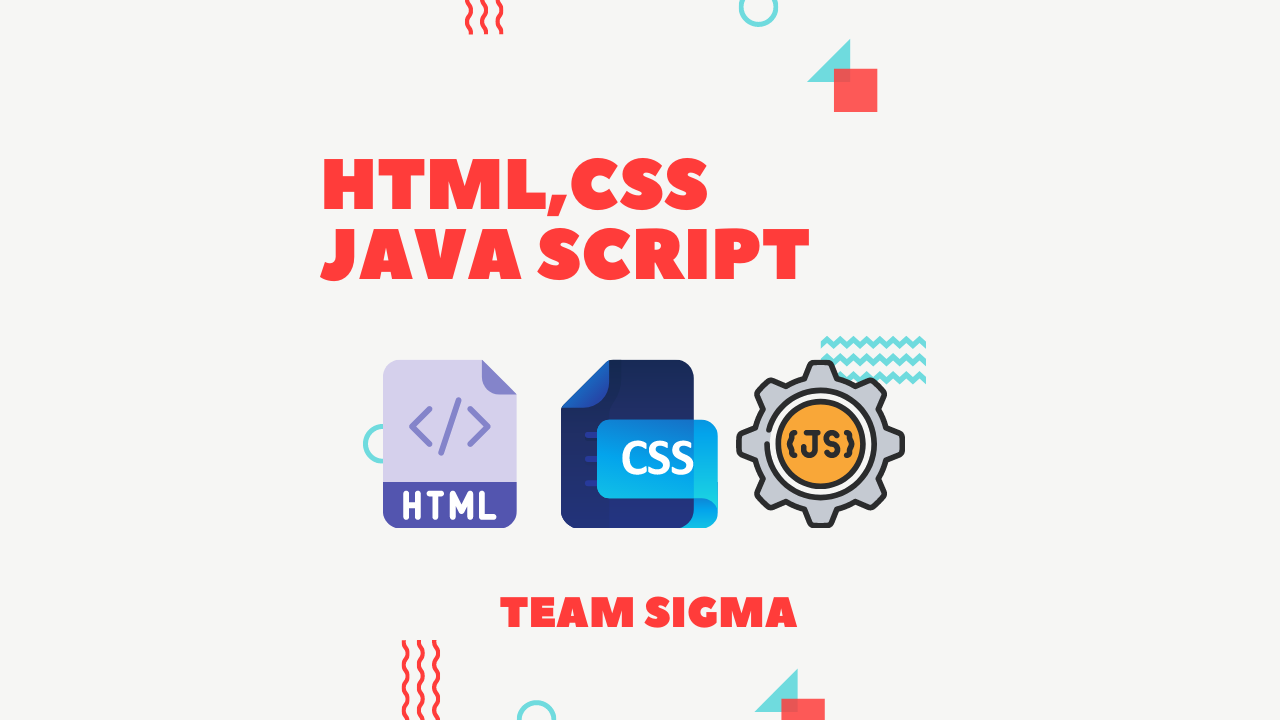 HTML,CSS
JAVA SCRIPT
HTML
CSS
{JS}
TEAM SIGMA